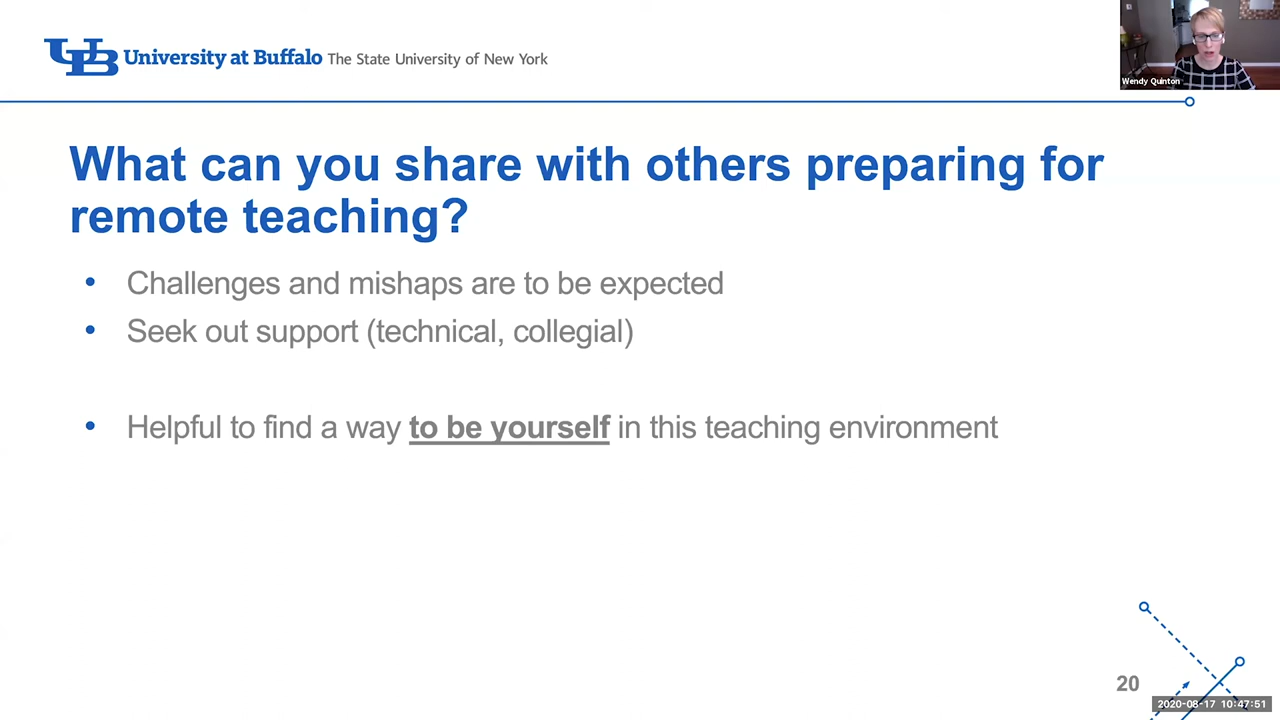 University at Buffalo The State University of New York
Wendy Quinton
What can you share with others preparing for
remote teaching?
• Challenges and mishaps are to be expected
• Seek out support (technical, collegial)
• Helpful to find a way to be yourself in this teaching environment
20
2020-08-17 10:47:51